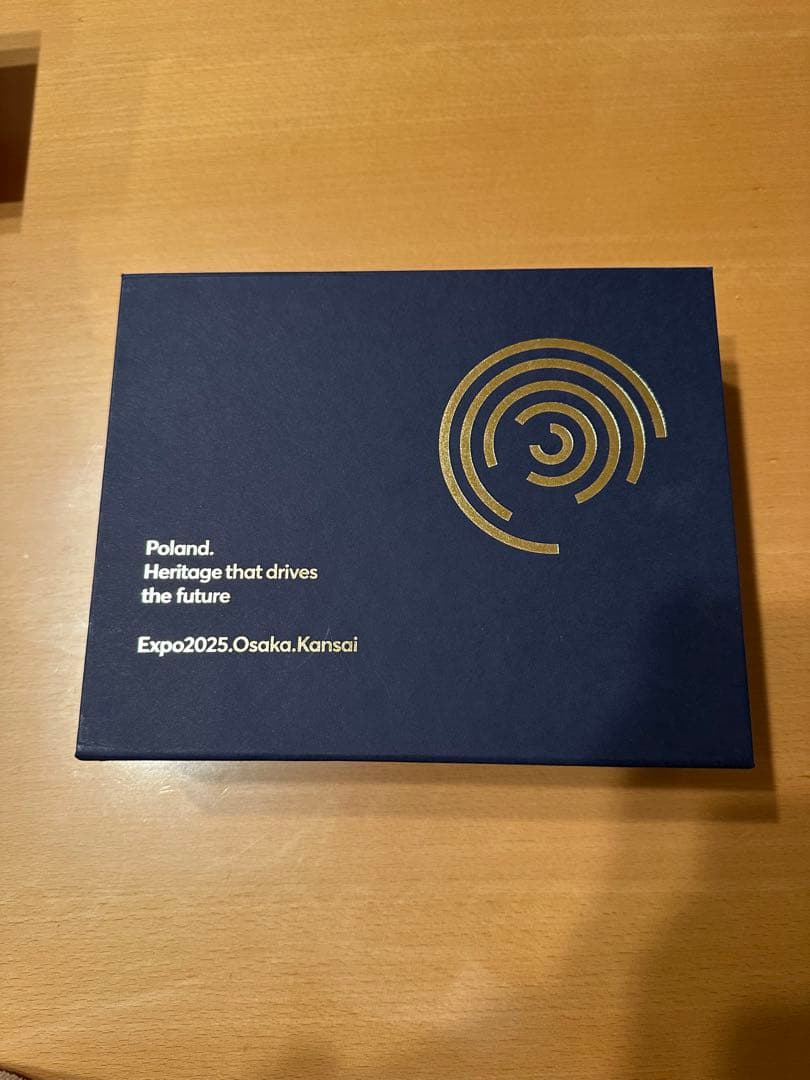 Poland.
Heritage that drives
the future
Expo2025.Osaka.Kansai